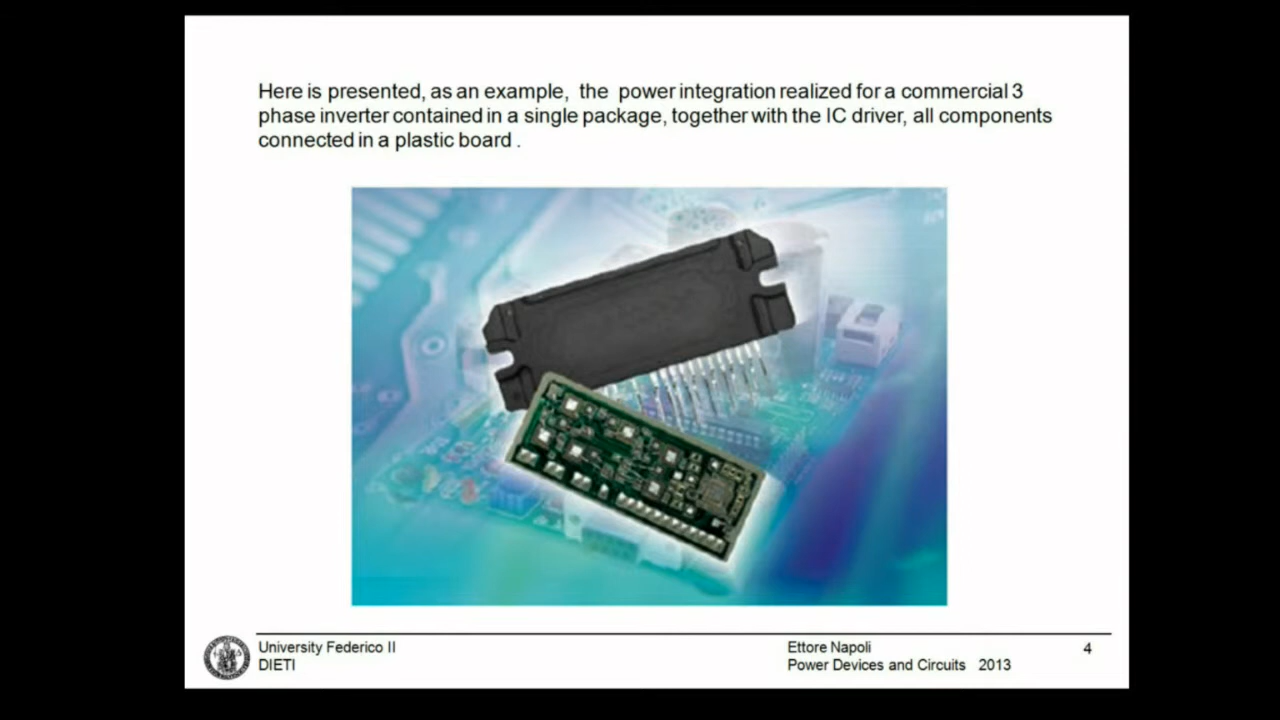 Here is presented, as an example, the power integration realized for a commercial 3
phase inverter contained in a single package, together with the IC driver, all components
connected in a plastic board .
University Federico II
DIETI
Ettore Napoli
Power Devices and Circuits 2013
4